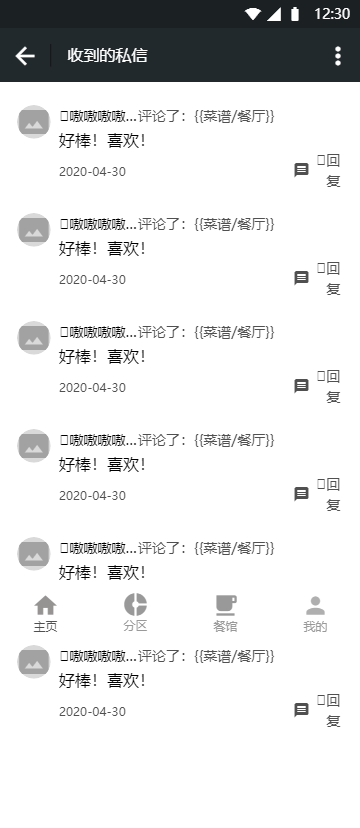 12:30
收到的私信
嗷嗷嗷嗷...评论了：{{菜谱/餐厅}}
好棒！喜欢！
2020-04-30
回
复
嗷嗷嗷嗷...评论了：{{菜谱/餐厅}}
好棒！喜欢！
2020-04-30
回
复
嗷嗷嗷嗷...评论了：{{菜谱/餐厅}}
好棒！喜欢！
2020-04-30
回
复
嗷嗷嗷嗷...评论了：{{菜谱/餐厅}}
好棒！喜欢！
2020-04-30
回
复
嗷嗷嗷嗷...评论了：{{菜谱/餐厅}}
好棒！喜欢！
主页 分区 餐馆 我的
嗷嗷嗷嗷...评论了：{{菜谱/餐厅}}
好棒！喜欢！
2020-04-30
回
复